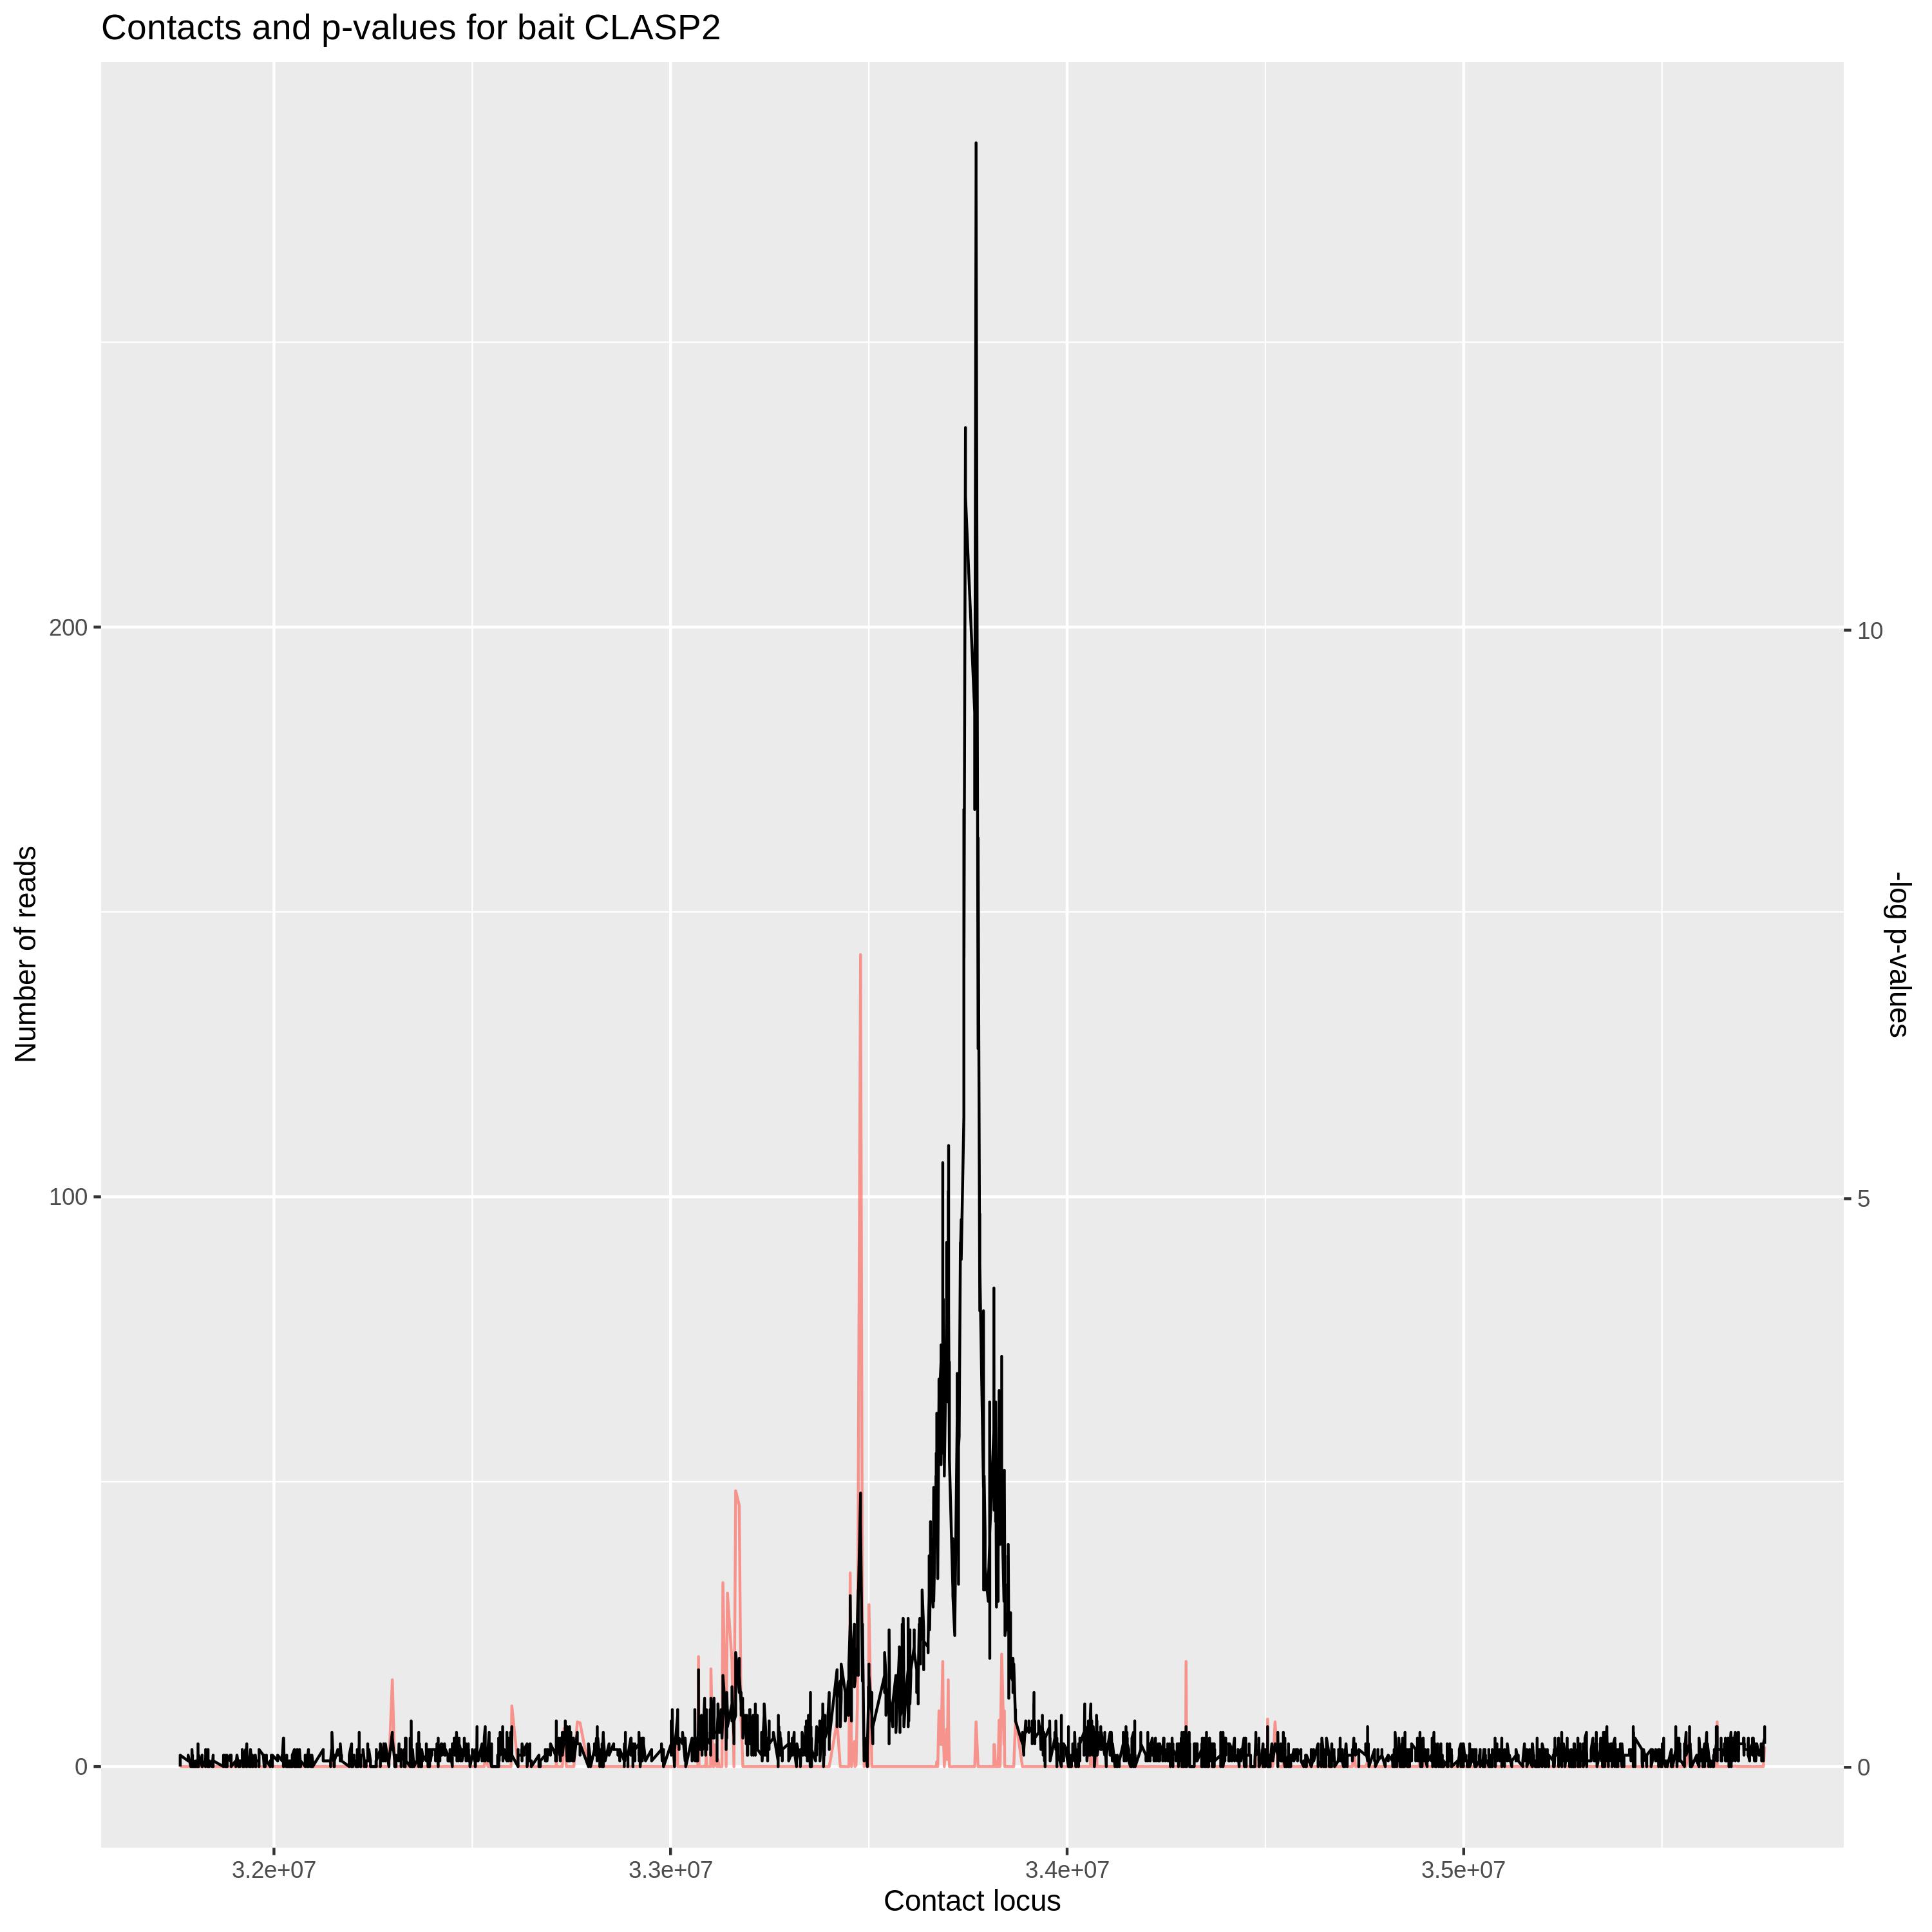 Contacts and p-values for bait CLASP2
Number of reads
200
100
0
10
5
0
-log p-values
3.2e+07
3.3e+07
3.4e+07
3.5e+07
Contact locus